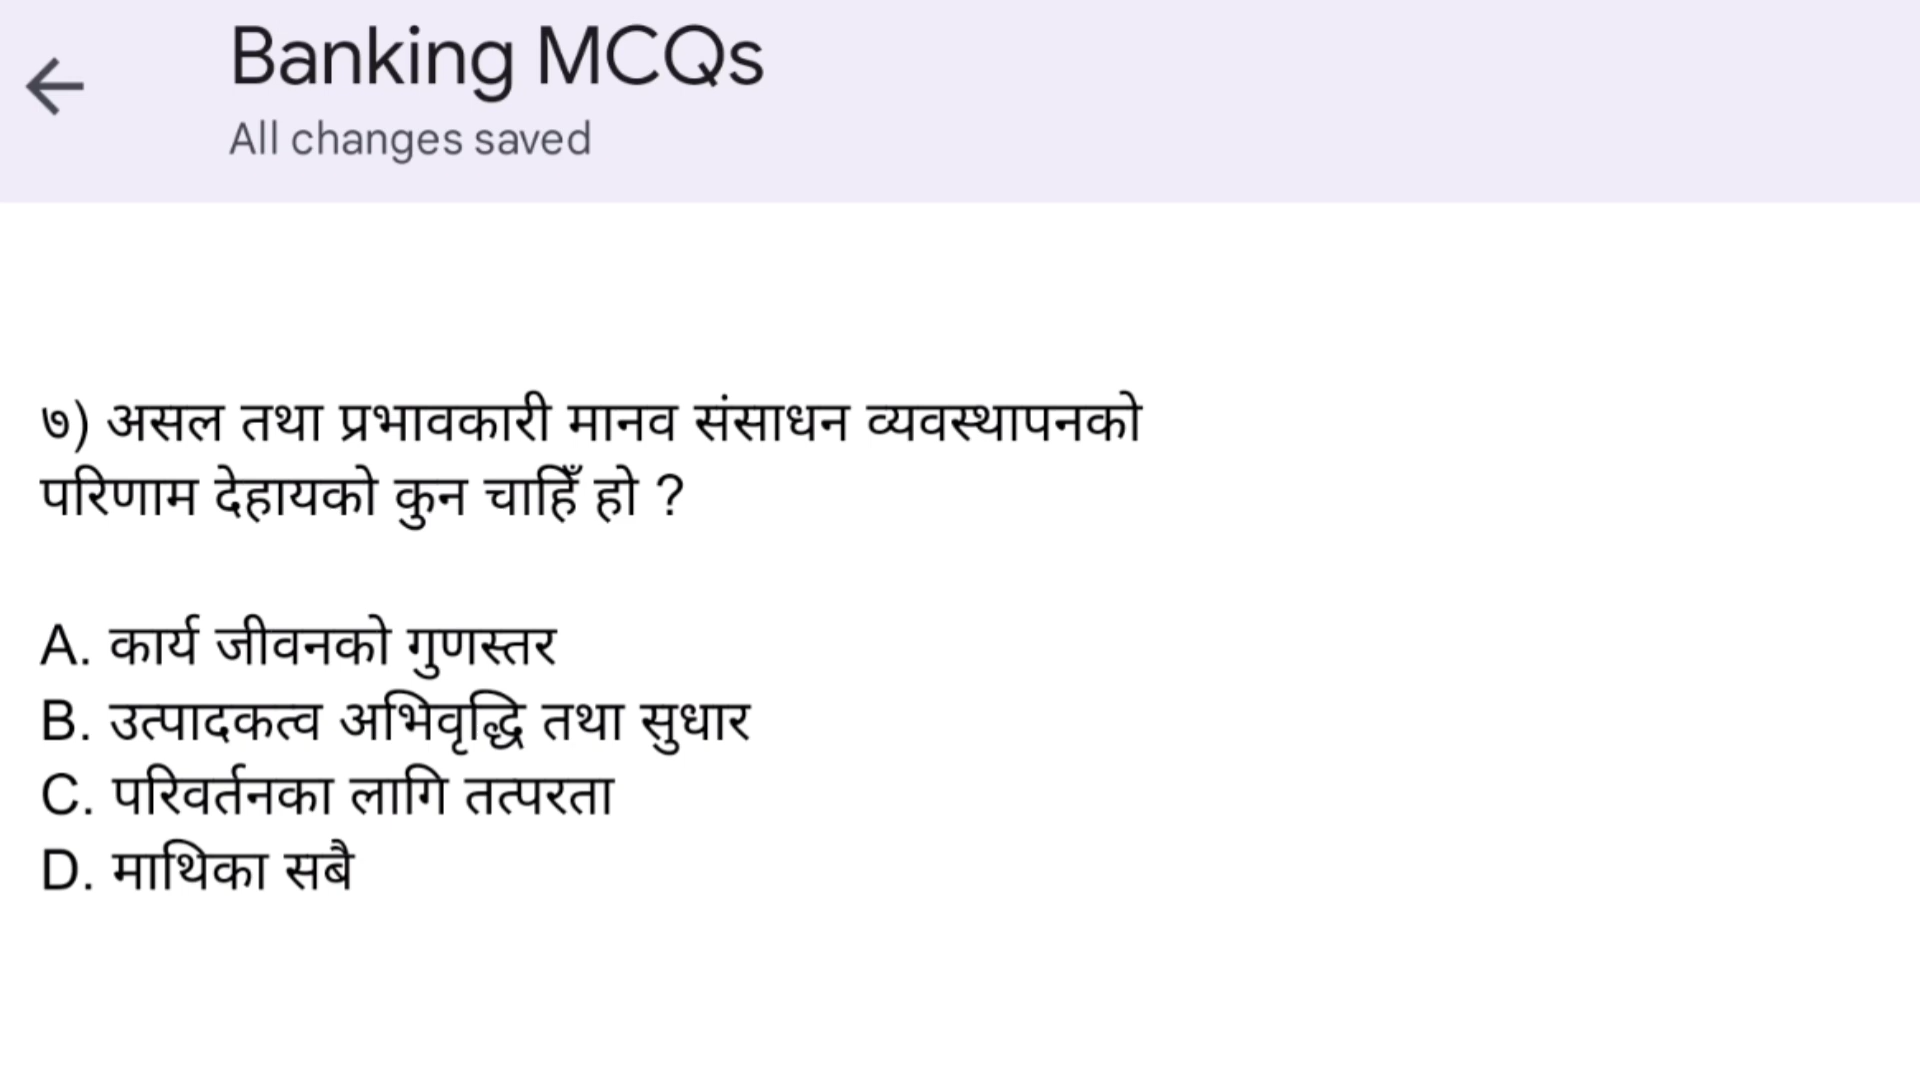 Banking MCQs
All changes saved
७) असल तथा प्रभावकारी मानव संसाधन व्यवस्थापनको
परिणाम देहायको कुन चाहिँ हो ?
A. कार्य जीवनको गुणस्तर
B. उत्पादकत्व अभिवृद्धि तथा सुधार
C. परिवर्तनका लागि तत्परता
D. माथिका सबै